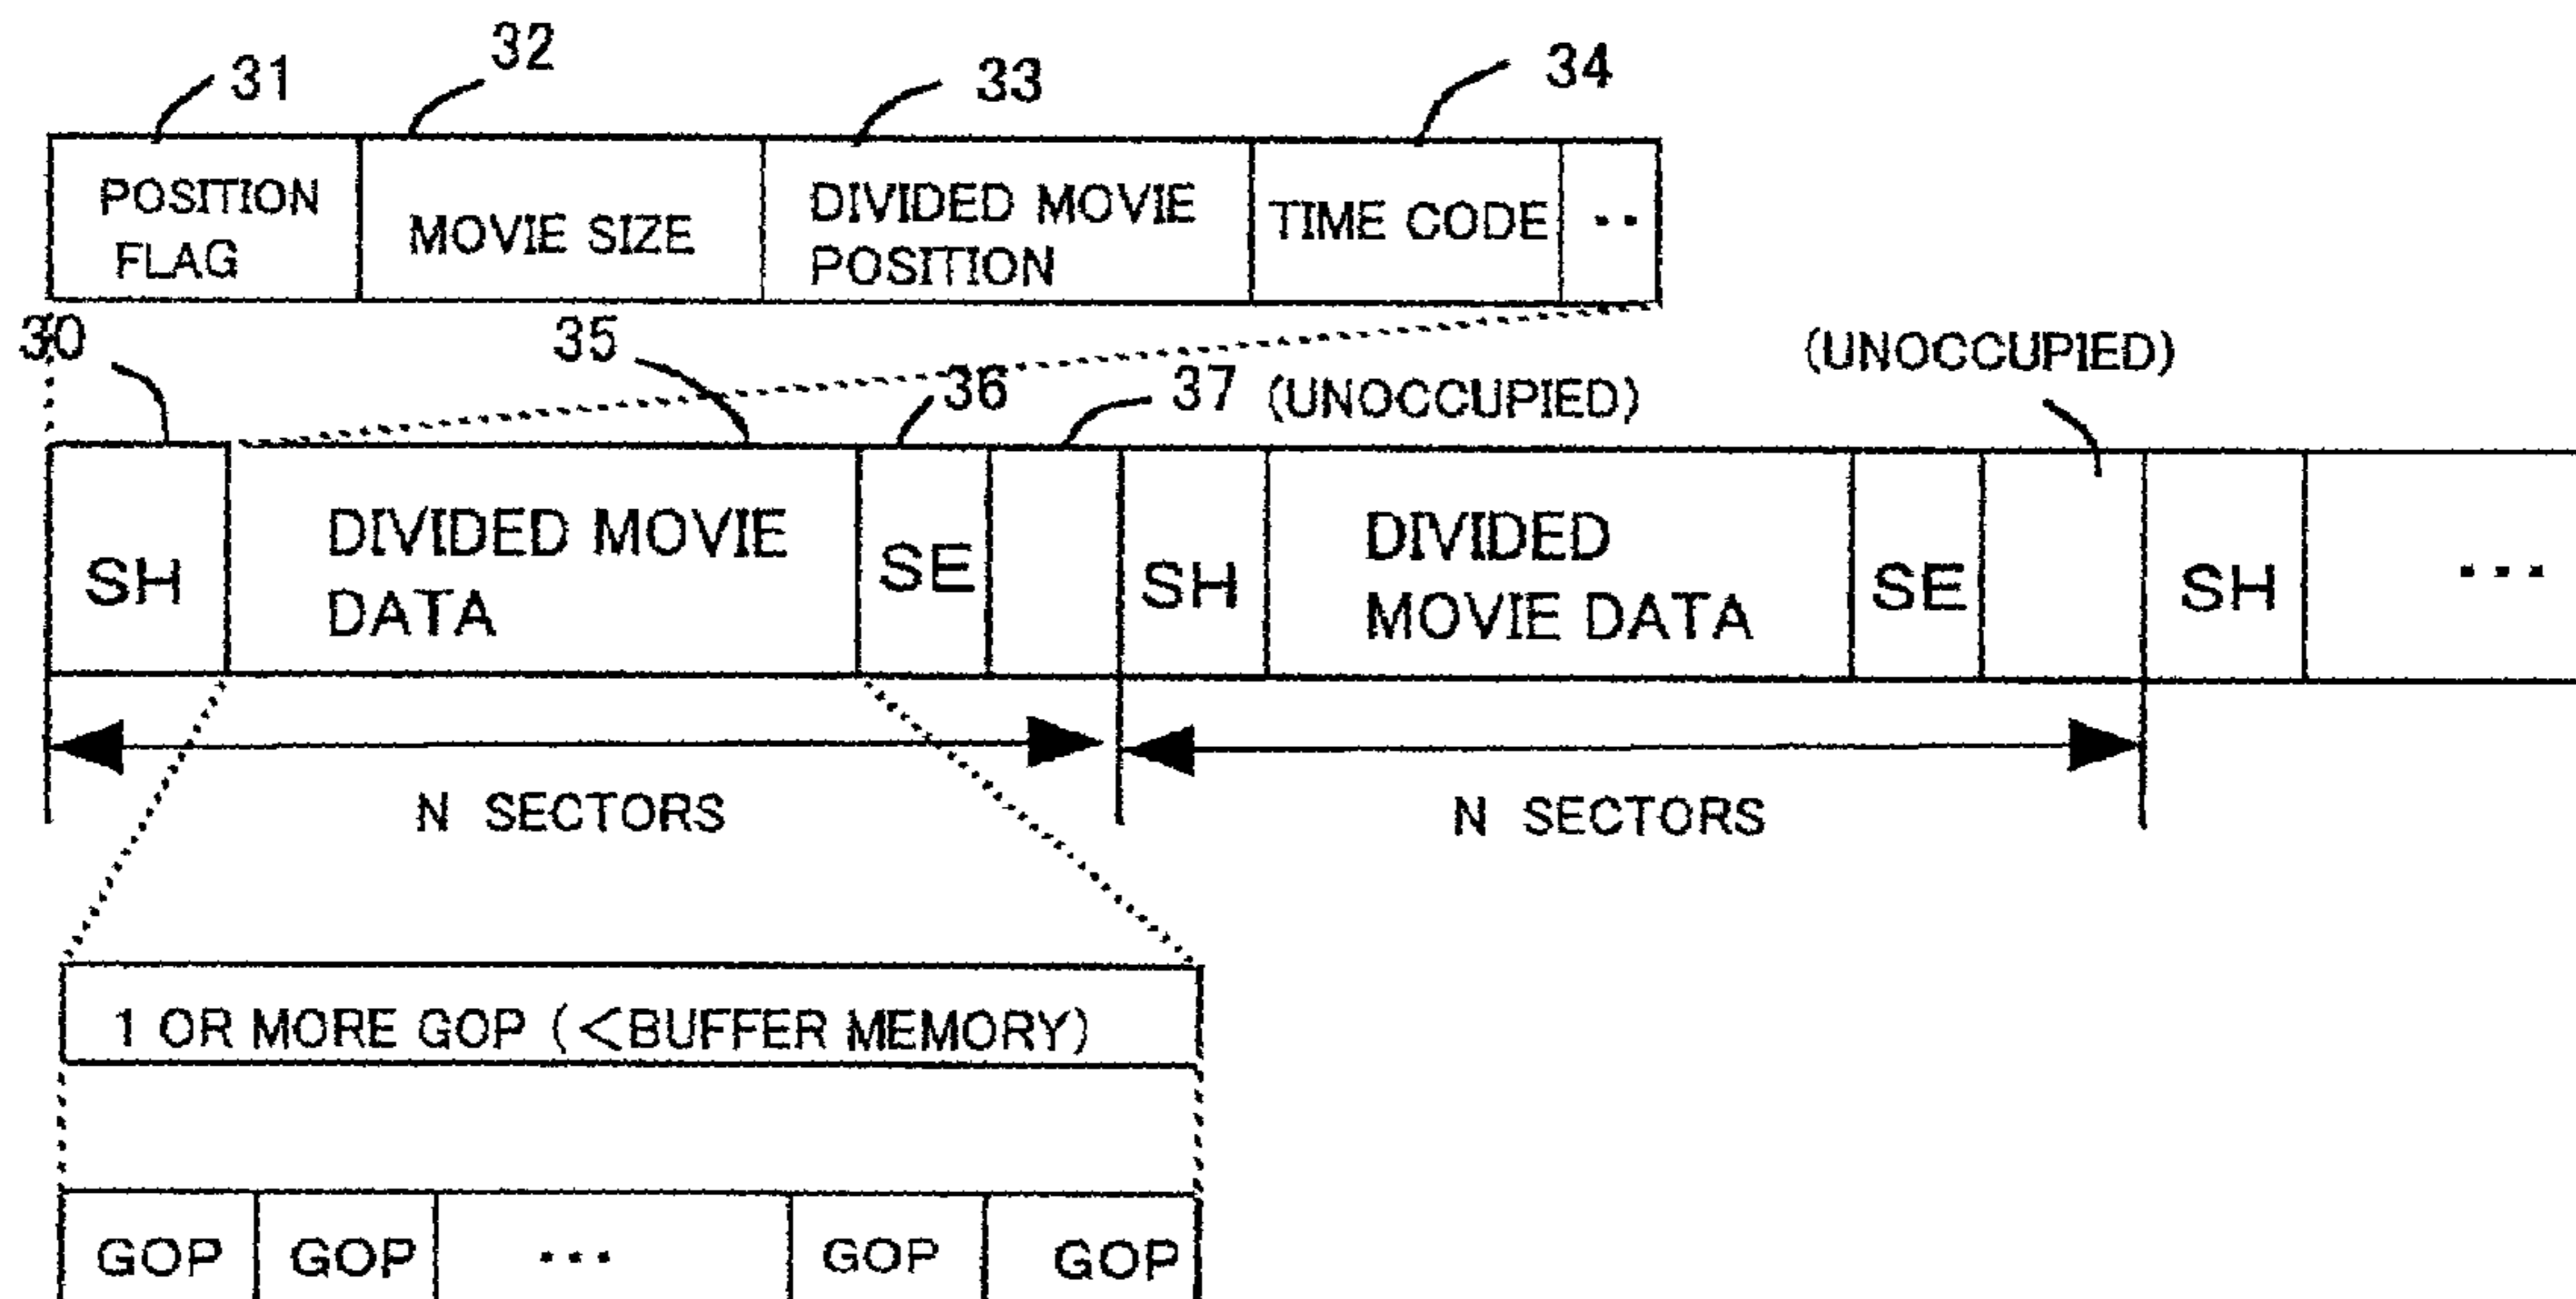 31
32
33
34
POSITION
FLAG
MOVIE SIZE
DIVIDED MOVIE
POSITION
TIME CODE
··
30
35
36
37 (UNOCCUPIED)
(UNOCCUPIED)
SH
DIVIDED MOVIE
DATA
SE
SH
DIVIDED
MOVIE DATA
SE
SH
...
N SECTORS
N SECTORS
1 OR MORE GOP (<BUFFER MEMORY)
GOP
GOP
...
GOP
GOP